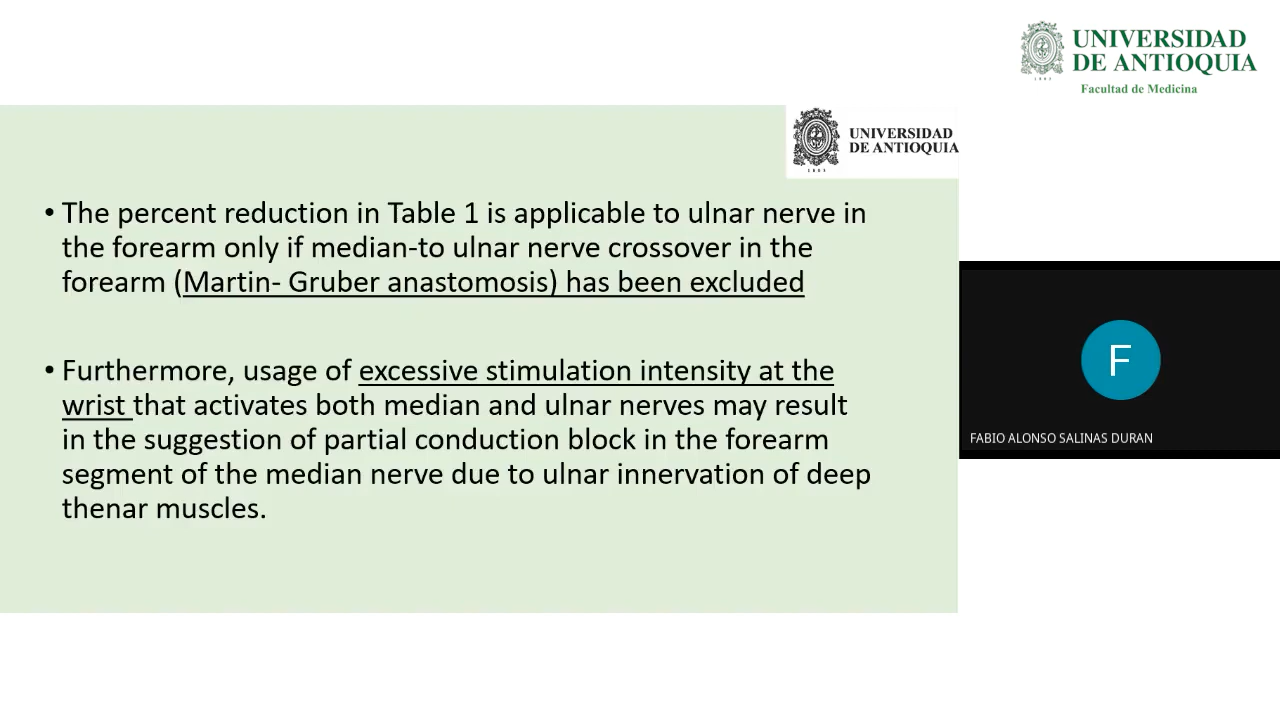 UNIVERSIDAD
DE ANTIOQUIA
1803
Facultad de Medicina
UNIVERSIDAD
DE ANTIOQUIA
1803
• The percent reduction in Table 1 is applicable to ulnar nerve in
the forearm only if median-to ulnar nerve crossover in the
forearm (Martin- Gruber anastomosis) has been excluded
• Furthermore, usage of excessive stimulation intensity at the
wrist that activates both median and ulnar nerves may result
in the suggestion of partial conduction block in the forearm
segment of the median nerve due to ulnar innervation of deep
thenar muscles.
F
FABIO ALONSO SALINAS DURAN